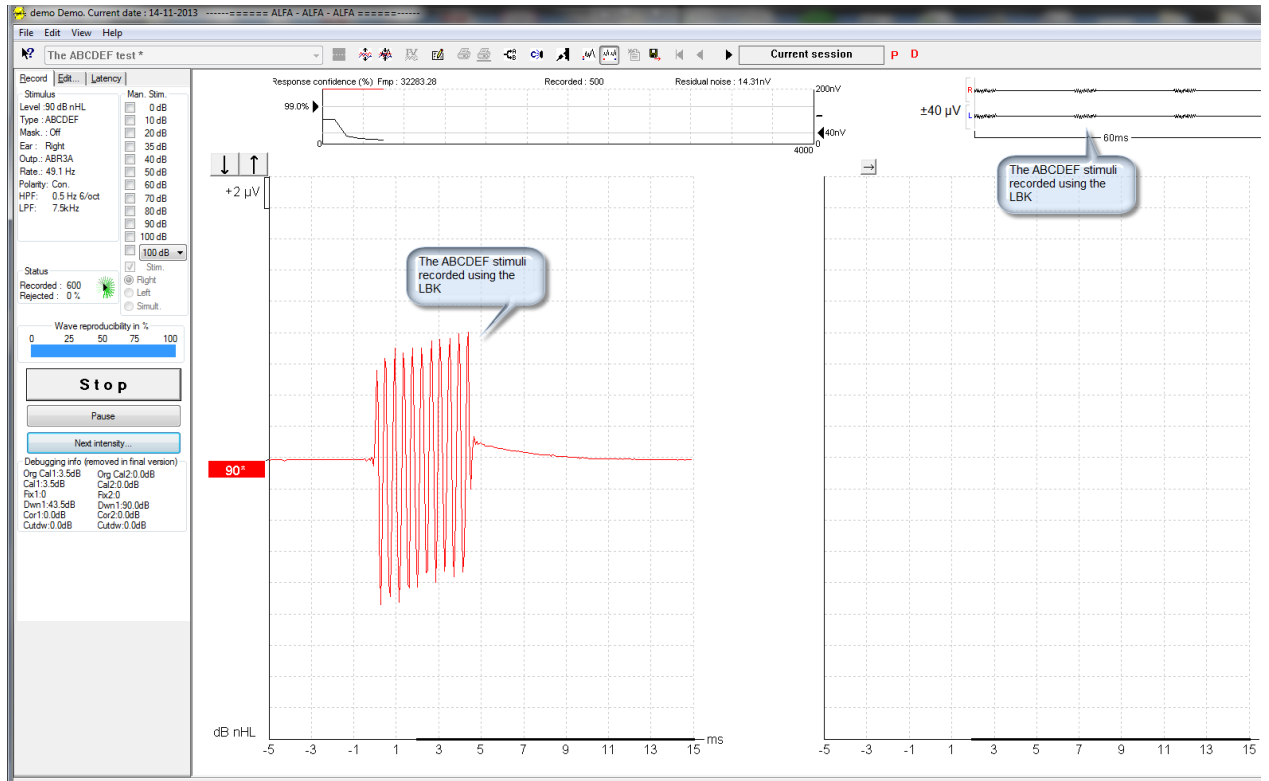 demo Demo. Current date : 14-11-2013 ------====== ALFA - ALFA - ALFA ======------
File Edit View Help
The ABCDEF test *
Current session P D
Record Edit... Latency
Stimulus
Level :90 dB nHL
Type : ABCDEF
Mask. : Off
Ear : Right
Outp.: ABR3A
Rate.: 49.1 Hz
Polarity: Con.
HPF: 0.5 Hz 6/oct
LPF: 7.5kHz
Man. Stim.
0 dB
10 dB
20 dB
35 dB
40 dB
50 dB
60 dB
70 dB
80 dB
90 dB
100 dB
100 dB
Stim.
Right
Left
Simult.
Status
Recorded : 600
Rejected : 0 %
Wave reproducibility in %
0 25 50 75 100
Stop
Pause
Next intensity...
Debugging info (removed in final version)
Org Cal1:3.5dB Org Cal2:0.0dB
Cal1:3.5dB Cal2:0.0dB
Fix1:0 Fix2:0
Dwn1:43.5dB Dwn1:90.0dB
Cor1:0.0dB Cor2:0.0dB
Cutdw:0.0dB Cutdw:0.0dB
Response confidence (%) Fmp : 32283.28 Recorded : 500 Residual noise : 14.31nV
200nV
99.0%
40nV
0 0
4000
±40 µV
R
L
60ms
The ABCDEF stimuli
recorded using the
LBK
+2 µV
The ABCDEF stimuli
recorded using the
LBK
90*
dB nHL
ms
-5 -3 -1 1 3 5 7 9 11 13 15
-5 -3 -1 1 3 5 7 9 11 13 15